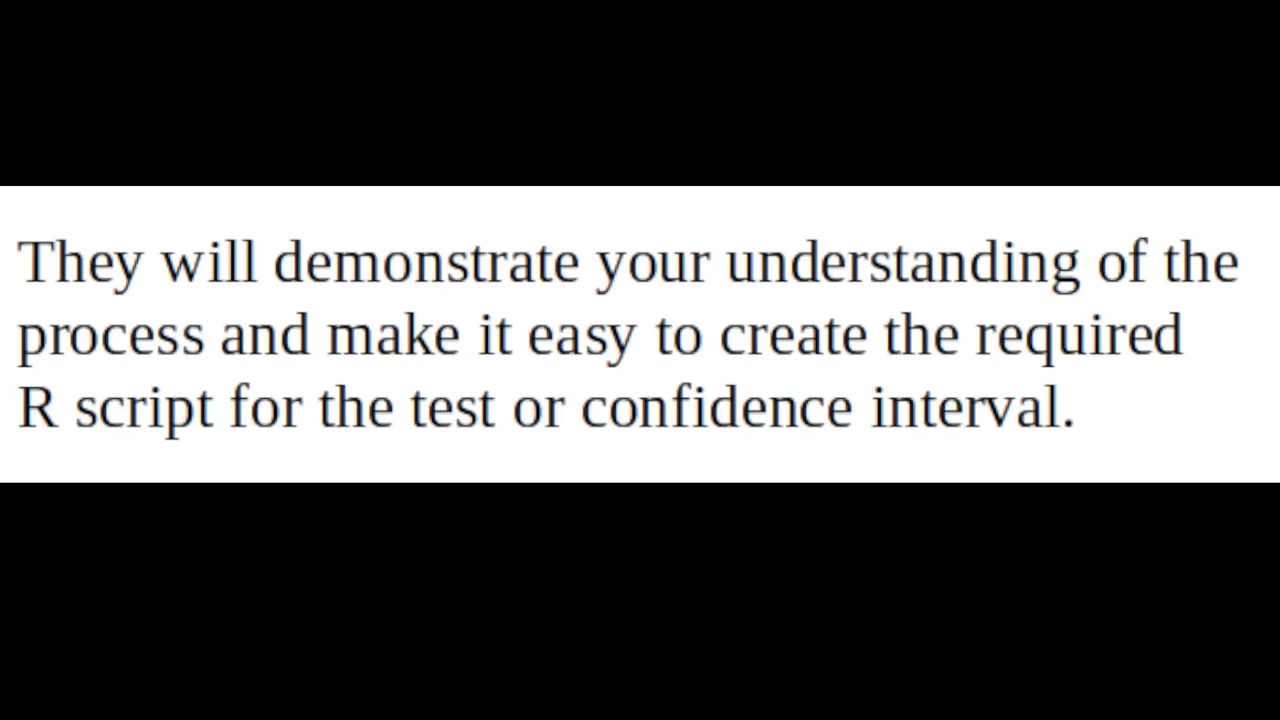 They will demonstrate your understanding of the
process and make it easy to create the required
R script for the test or confidence interval.